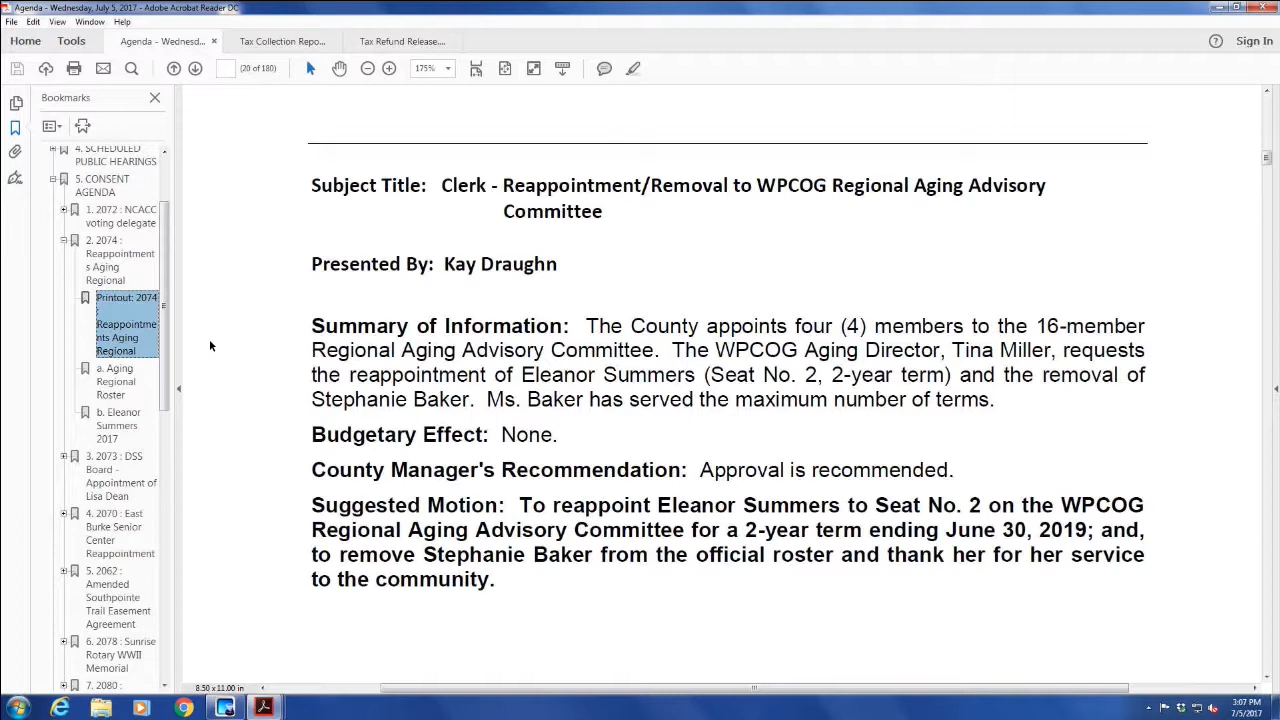 Agenda - Wednesday, July 5, 2017 - Adobe Acrobat Reader DC
File Edit View Window Help
Home Tools Agenda - Wednesd... × Tax Collection Repo... Tax Refund Release.... Sign In
(20 of 180) 175%
Bookmarks
4. SCHEDULED
PUBLIC HEARINGS
5. CONSENT
AGENDA
1. 2072 : NCACC
voting delegate
2. 2074 :
Reappointment
s Aging
Regional
Printout: 2074
:
Reappointme
nts Aging
Regional
a. Aging
Regional
Roster
b. Eleanor
Summers
2017
3. 2073 : DSS
Board -
Appointment of
Lisa Dean
4. 2070 : East
Burke Senior
Center
Reappointment
5. 2062 :
Amended
Southpointe
Trail Easement
Agreement
6. 2078 : Sunrise
Rotary WWII
Memorial
7. 2080 :
Subject Title: Clerk - Reappointment/Removal to WPCOG Regional Aging Advisory
Committee
Presented By: Kay Draughn
Summary of Information: The County appoints four (4) members to the 16-member
Regional Aging Advisory Committee. The WPCOG Aging Director, Tina Miller, requests
the reappointment of Eleanor Summers (Seat No. 2, 2-year term) and the removal of
Stephanie Baker. Ms. Baker has served the maximum number of terms.
Budgetary Effect: None.
County Manager's Recommendation: Approval is recommended.
Suggested Motion: To reappoint Eleanor Summers to Seat No. 2 on the WPCOG
Regional Aging Advisory Committee for a 2-year term ending June 30, 2019; and,
to remove Stephanie Baker from the official roster and thank her for her service
to the community.
8.50 x 11.00 in
3:07 PM
7/5/2017